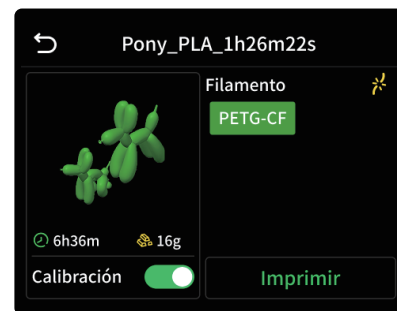 Pony_PLA_1h26m22s
Filamento
PETG-CF
6h36m
16g
Calibración
Imprimir